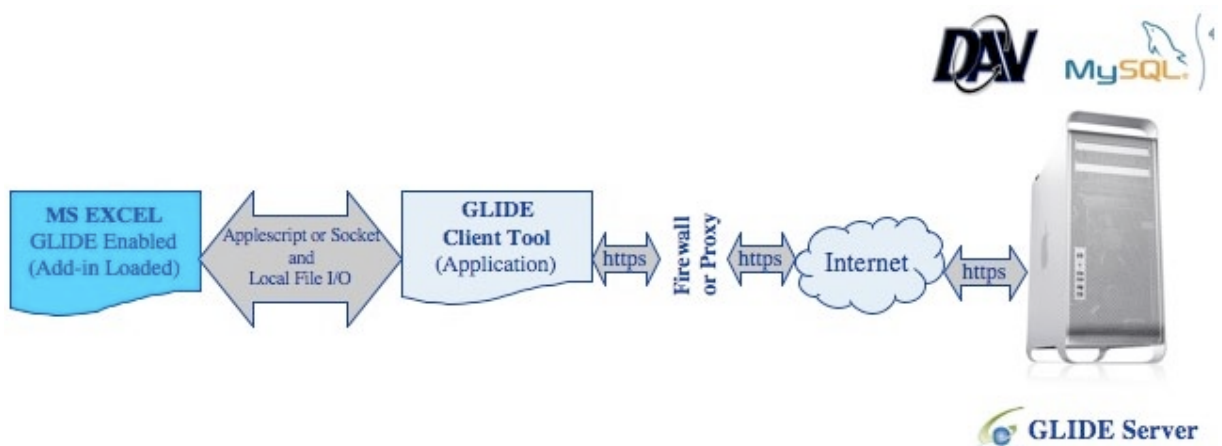 DAV
MySQL®
MS EXCEL
GLIDE Enabled
(Add-in Loaded)
Applescript or Socket
and
Local File I/O
GLIDE
Client Tool
(Application)
https
Firewall
or Proxy
https
Internet
https
GLIDE Server